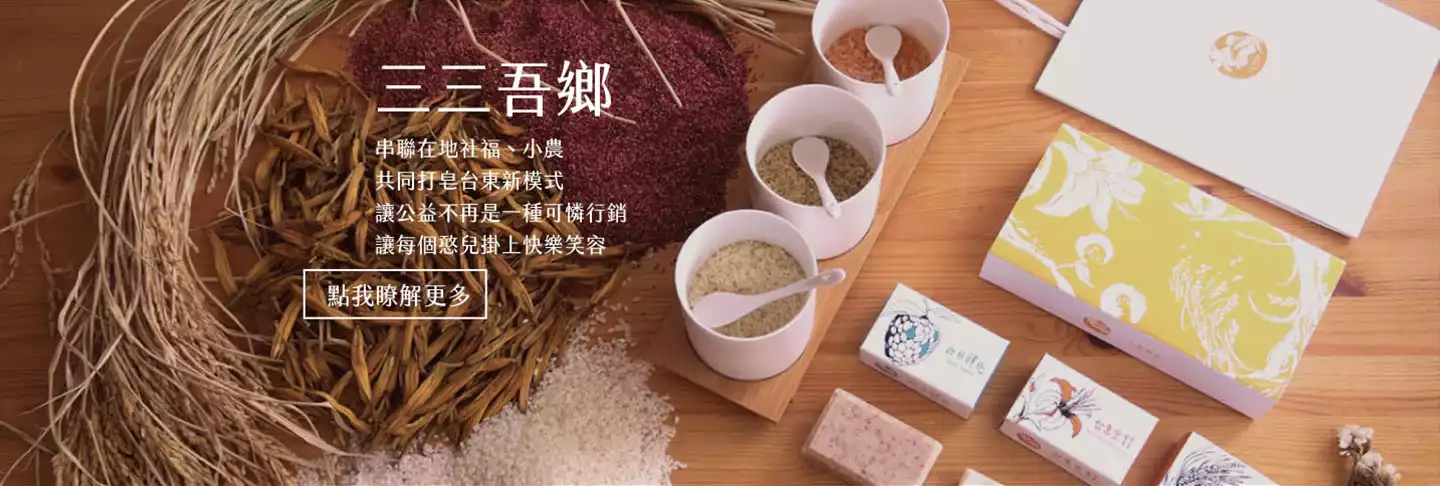 三三吾鄉
串聯在地社福、小農
共同打皂台東新模式
讓公益不再是一種可憐行銷
讓每個憨兒掛上快樂笑容
點我瞭解更多